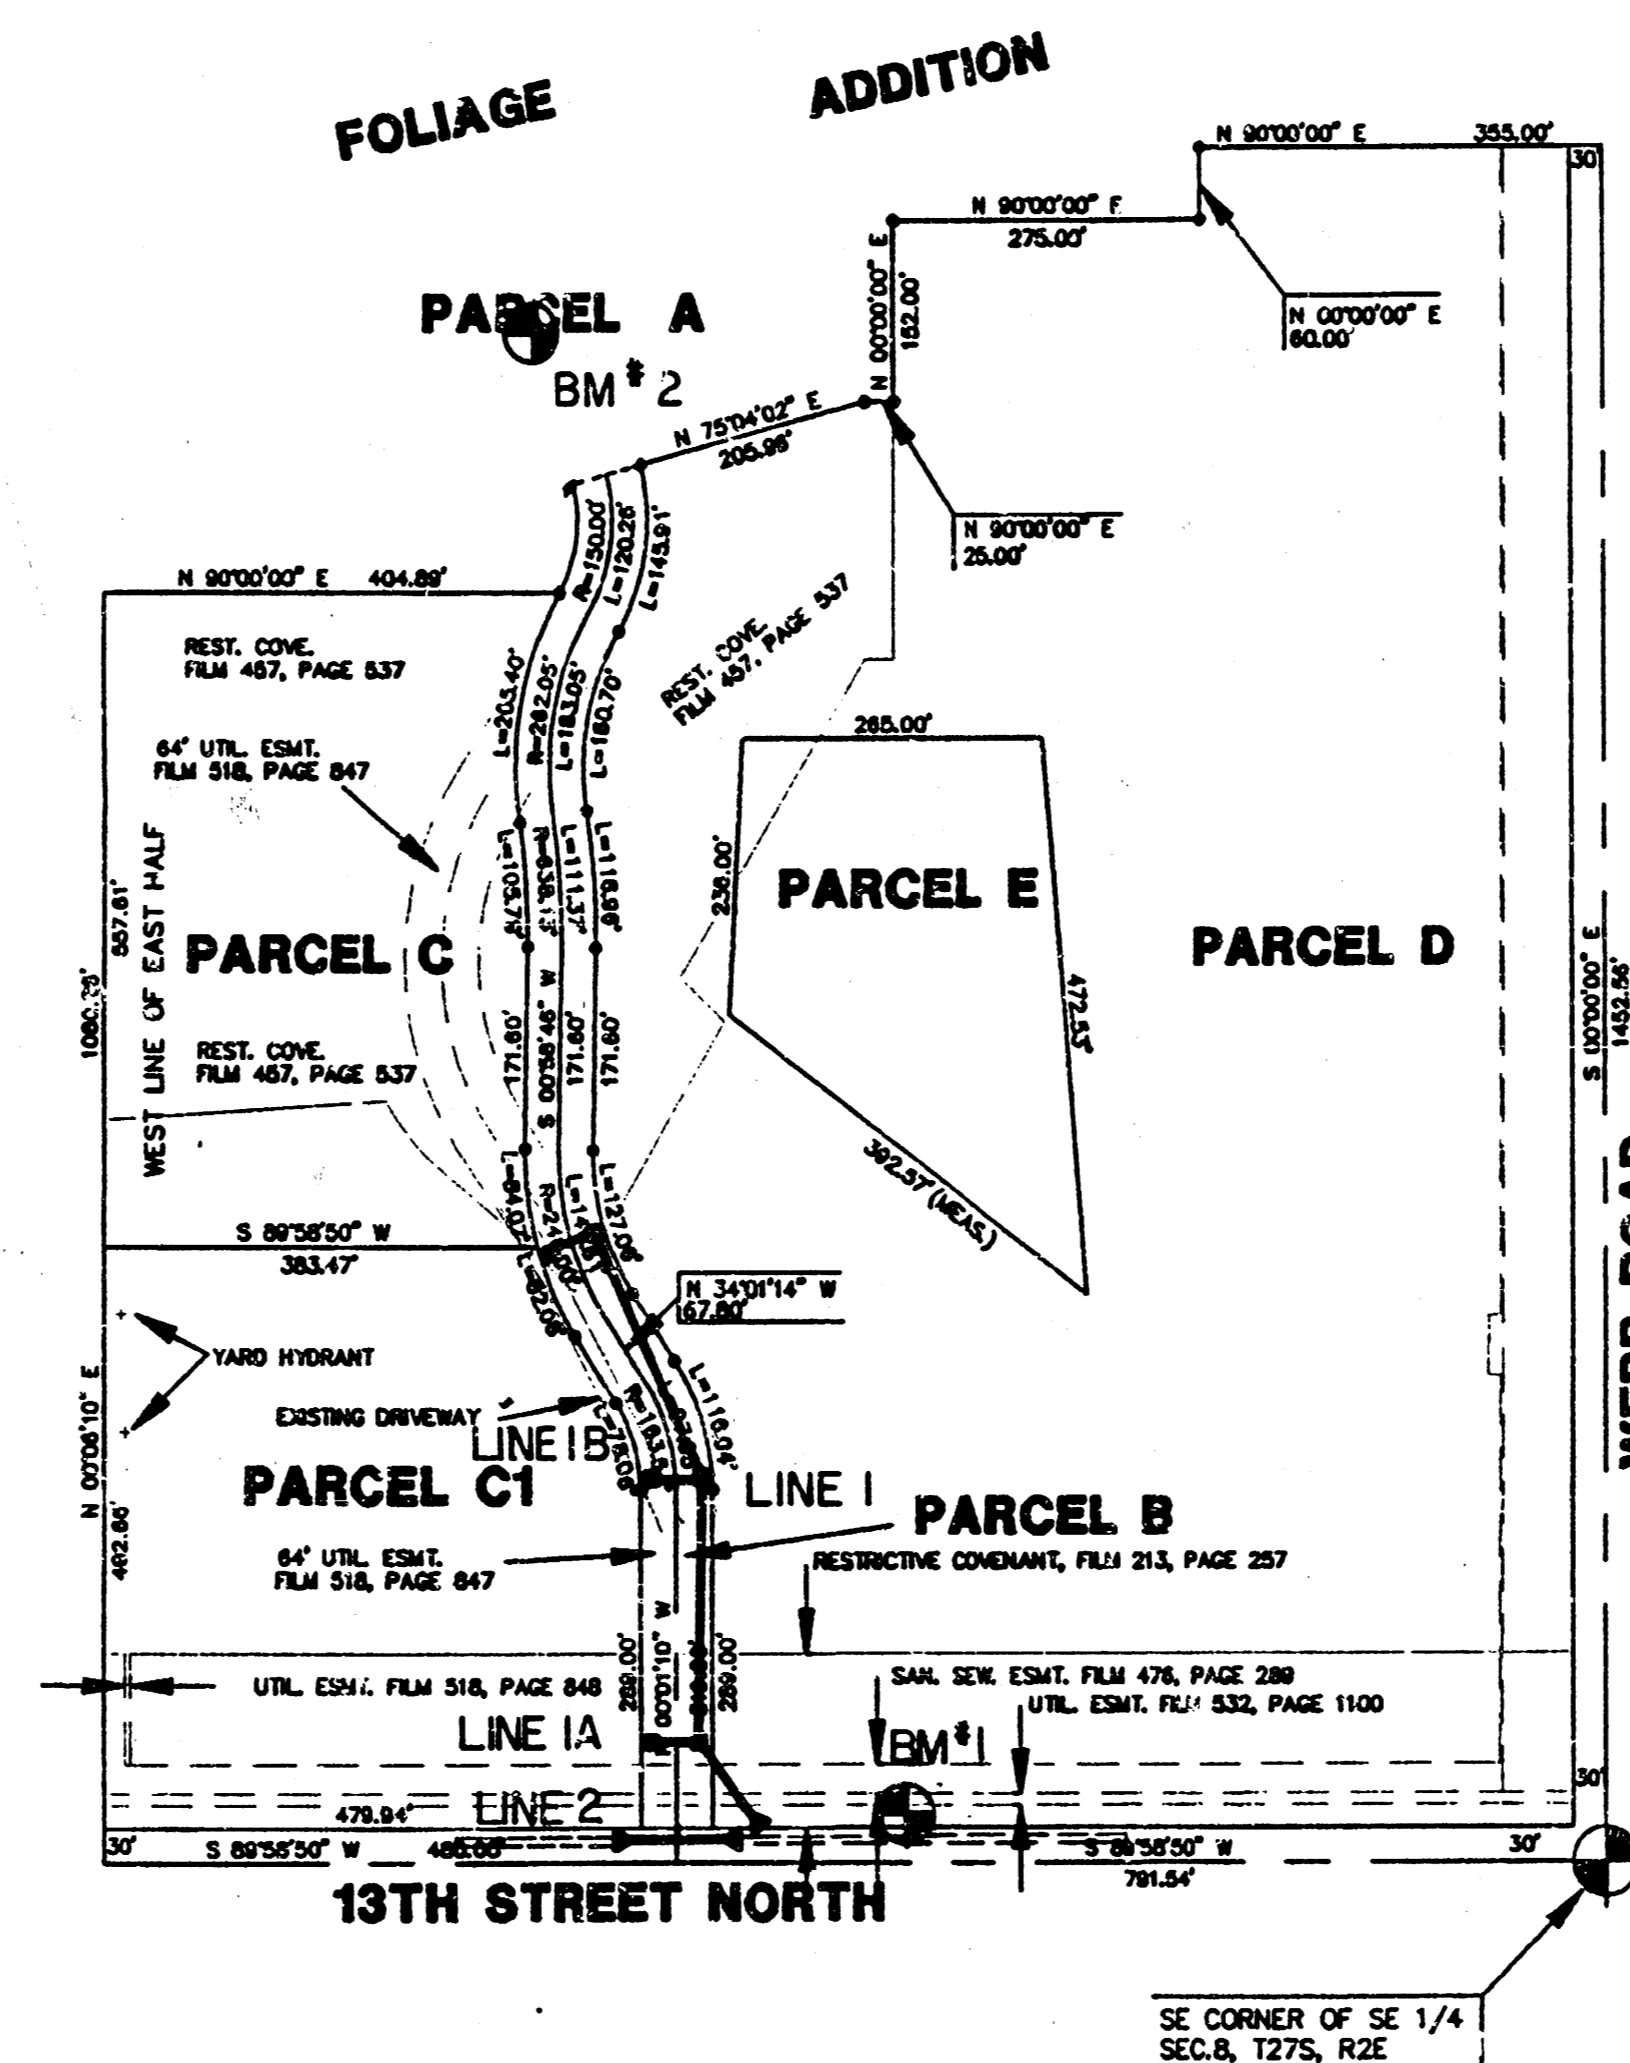 FOLIAGE ADDITION
N 90°00'00" E 355.00'
30'
N 90°00'00" E
275.00'
N 00°00'00" E
152.00'
N 00°00'00" E
60.00'
PARCEL A
BM #2
N 75°04'02" E
N 90°00'00" E
25.00'
R=150.00'
L=120.26'
L=145.91'
N 90°00'00" E 404.89'
REST. COVE.
FILM 457, PAGE 537
REST. COVE.
FILM 457, PAGE 537
L=205.40'
R=262.05'
L=183.05'
L=160.70'
64' UTIL. ESMT.
FILM 518, PAGE 847
265.00'
236.00'
472.53'
392.57' (MEAS.)
PARCEL E
PARCEL D
PARCEL C
WEST LINE OF EAST HALF
557.61'
L=111.37'
L=116.96'
171.60'
S 00°58'46" W
171.60'
171.60'
REST. COVE.
FILM 457, PAGE 537
S 00°00'00" E
1452.56'
L=127.06'
S 89°58'50" W
383.47'
N 34°01'14" W
67.80'
YARD HYDRANT
EXISTING DRIVEWAY
LINE 1B
L=116.04'
N 00°06'10" E
PARCEL C1
LINE 1
PARCEL B
64' UTIL. ESMT.
FILM 518, PAGE 847
RESTRICTIVE COVENANT, FILM 213, PAGE 257
289.00'
00°01'10" W
289.00'
UTIL. ESMT. FILM 518, PAGE 848
SAN. SEW. ESMT. FILM 476, PAGE 289
UTIL. ESMT. FILM 532, PAGE 1100
LINE 1A
BM #1
30'
LINE 2
479.94'
30' S 89°58'50" W
S 89°58'50" W 30'
791.54'
13TH STREET NORTH
SE CORNER OF SE 1/4
SEC.8, T27S, R2E